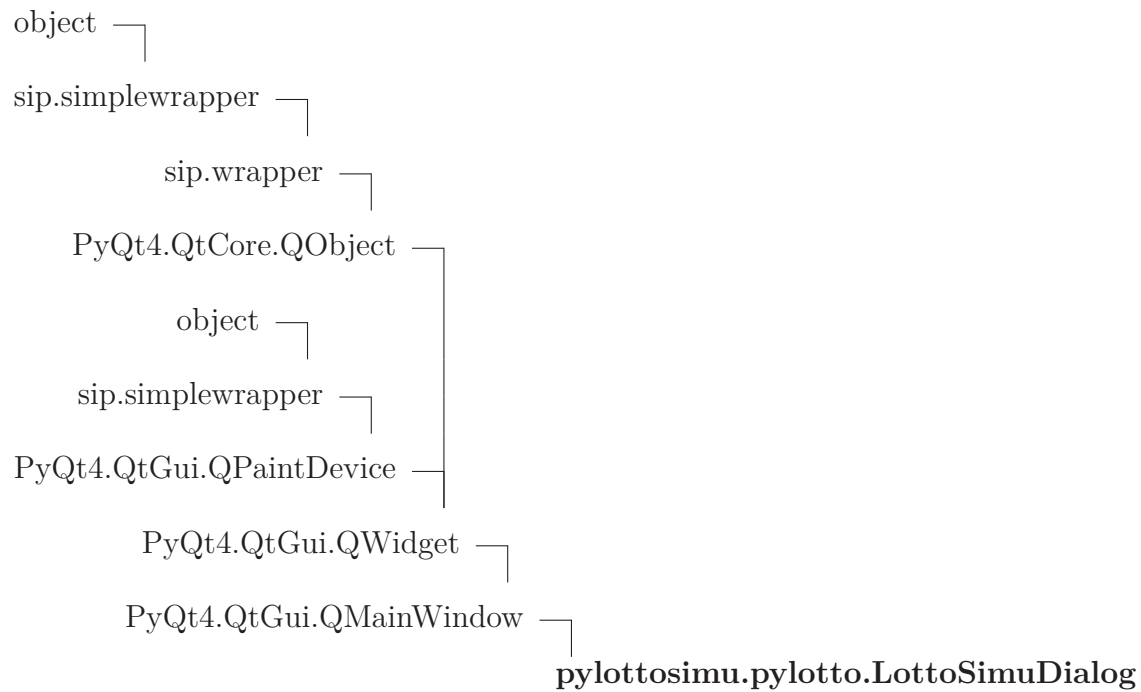 object
sip.simplewrapper
sip.wrapper
PyQt4.QtCore.QObject
object
sip.simplewrapper
PyQt4.QtGui.QPaintDevice
PyQt4.QtGui.QWidget
PyQt4.QtGui.QMainWindow
pylottosimu.pylotto.LottoSimuDialog